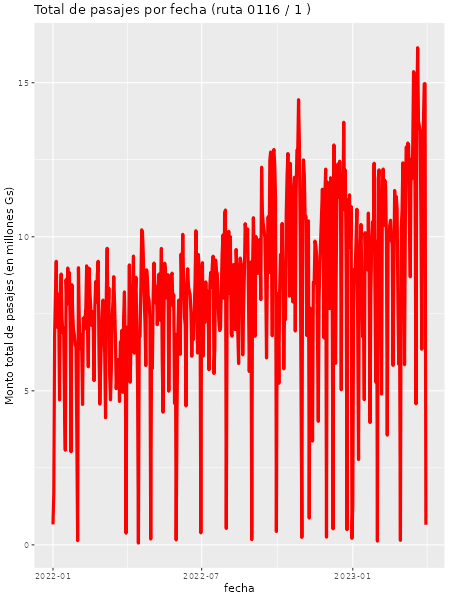 Total de pasajes por fecha (ruta 0116 / 1 )
Monto total de pasajes (en millones Gs)
15
10
5
0
2022-01
2022-07
2023-01
fecha